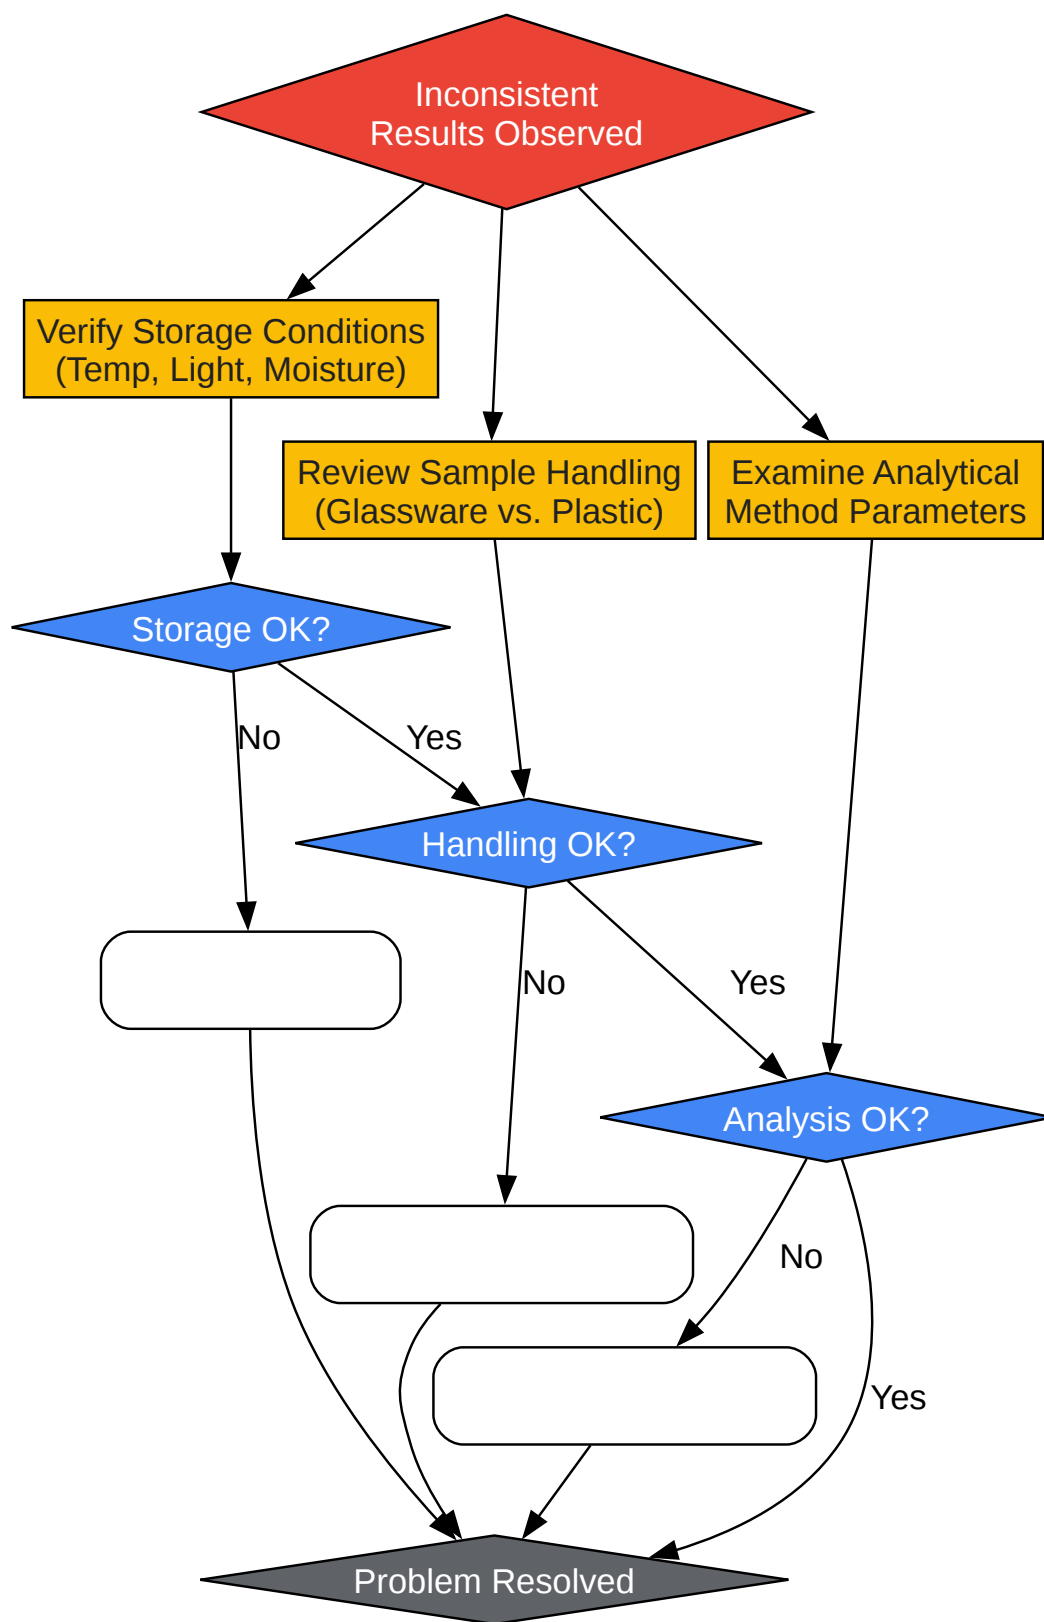 Inconsistent
Results Observed
Verify Storage Conditions
(Temp, Light, Moisture)
Review Sample Handling
(Glassware vs. Plastic)
Examine Analytical
Method Parameters
Storage OK?
No
Yes
Handling OK?
No
Yes
Analysis OK?
No
Yes
Problem Resolved